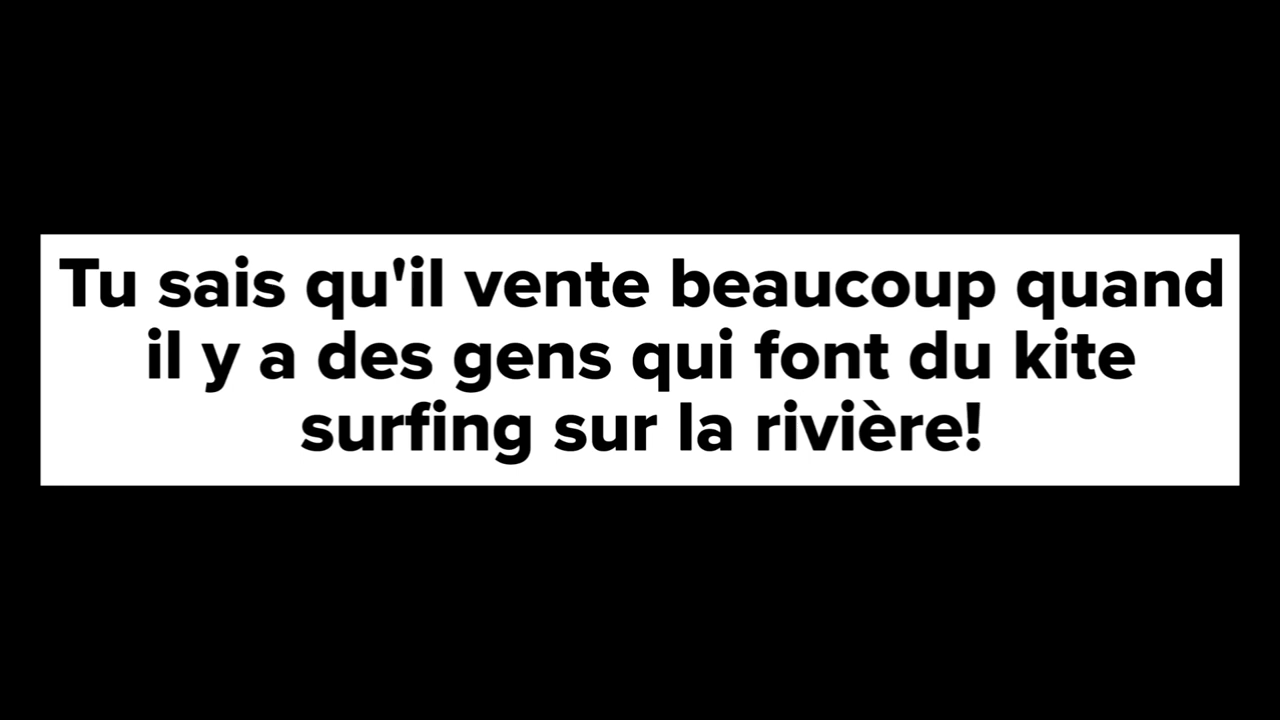 Tu sais qu'il vente beaucoup quand
il y a des gens qui font du kite
surfing sur la rivière!